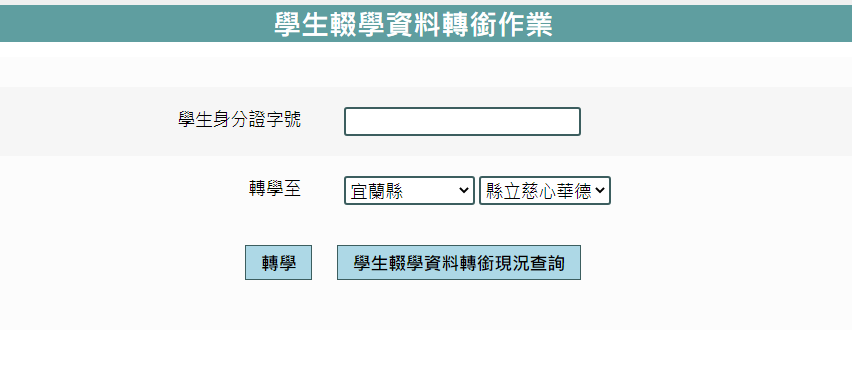 學生輟學資料轉銜作業
學生身分證字號
轉學至 宜蘭縣 縣立慈心華德
轉學 學生輟學資料轉銜現況查詢